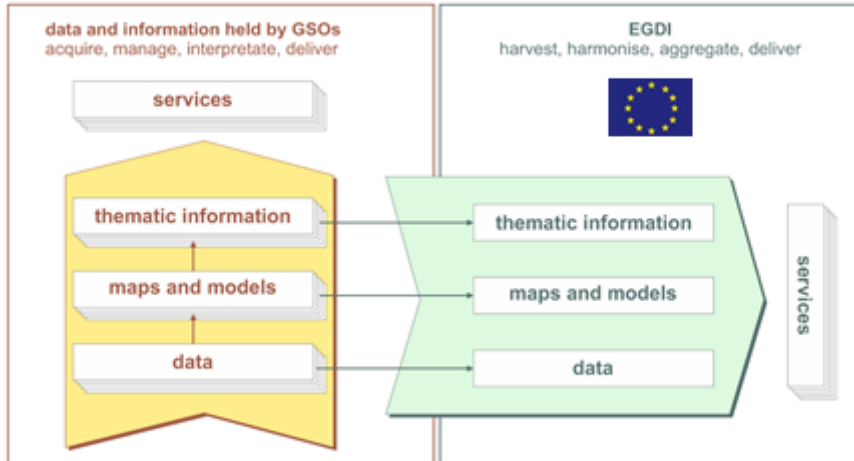 data and information held by GSOs
acquire, manage, interpretate, deliver
services
thematic information
maps and models
data
EGDI
harvest, harmonise, aggregate, deliver
thematic information
maps and models
data
services